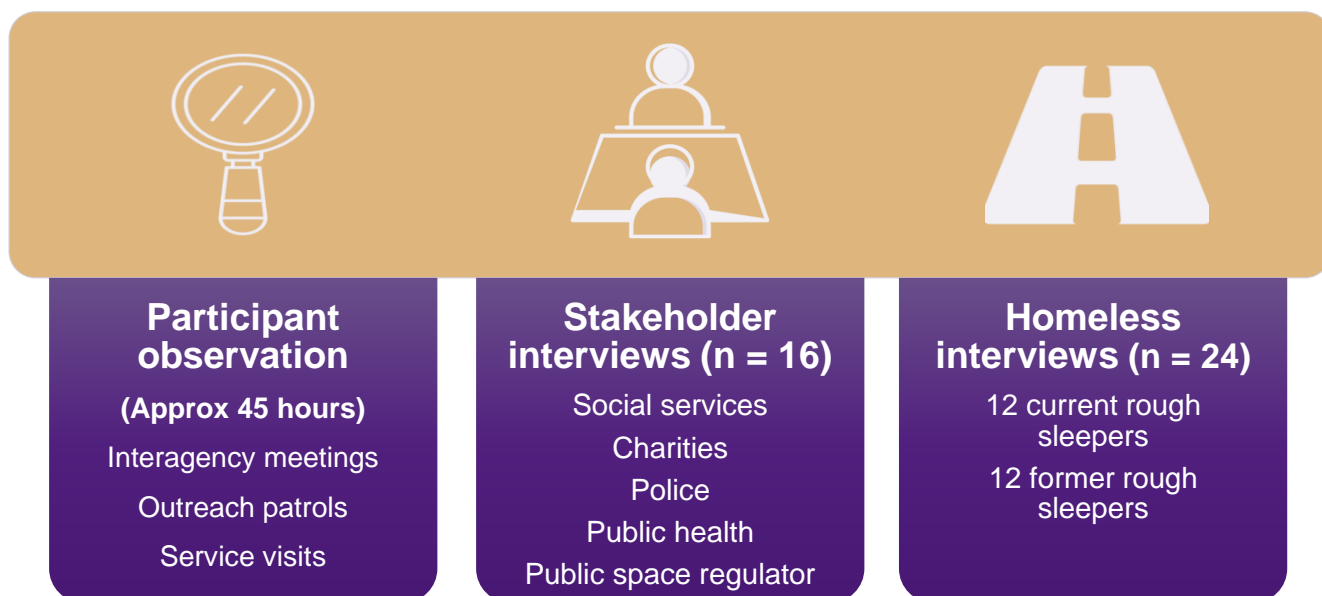 Participant
observation
(Approx 45 hours)
Interagency meetings
Outreach patrols
Service visits
Stakeholder
interviews (n = 16)
Social services
Charities
Police
Public health
Public space regulator
Homeless
interviews (n = 24)
12 current rough
sleepers
12 former rough
sleepers